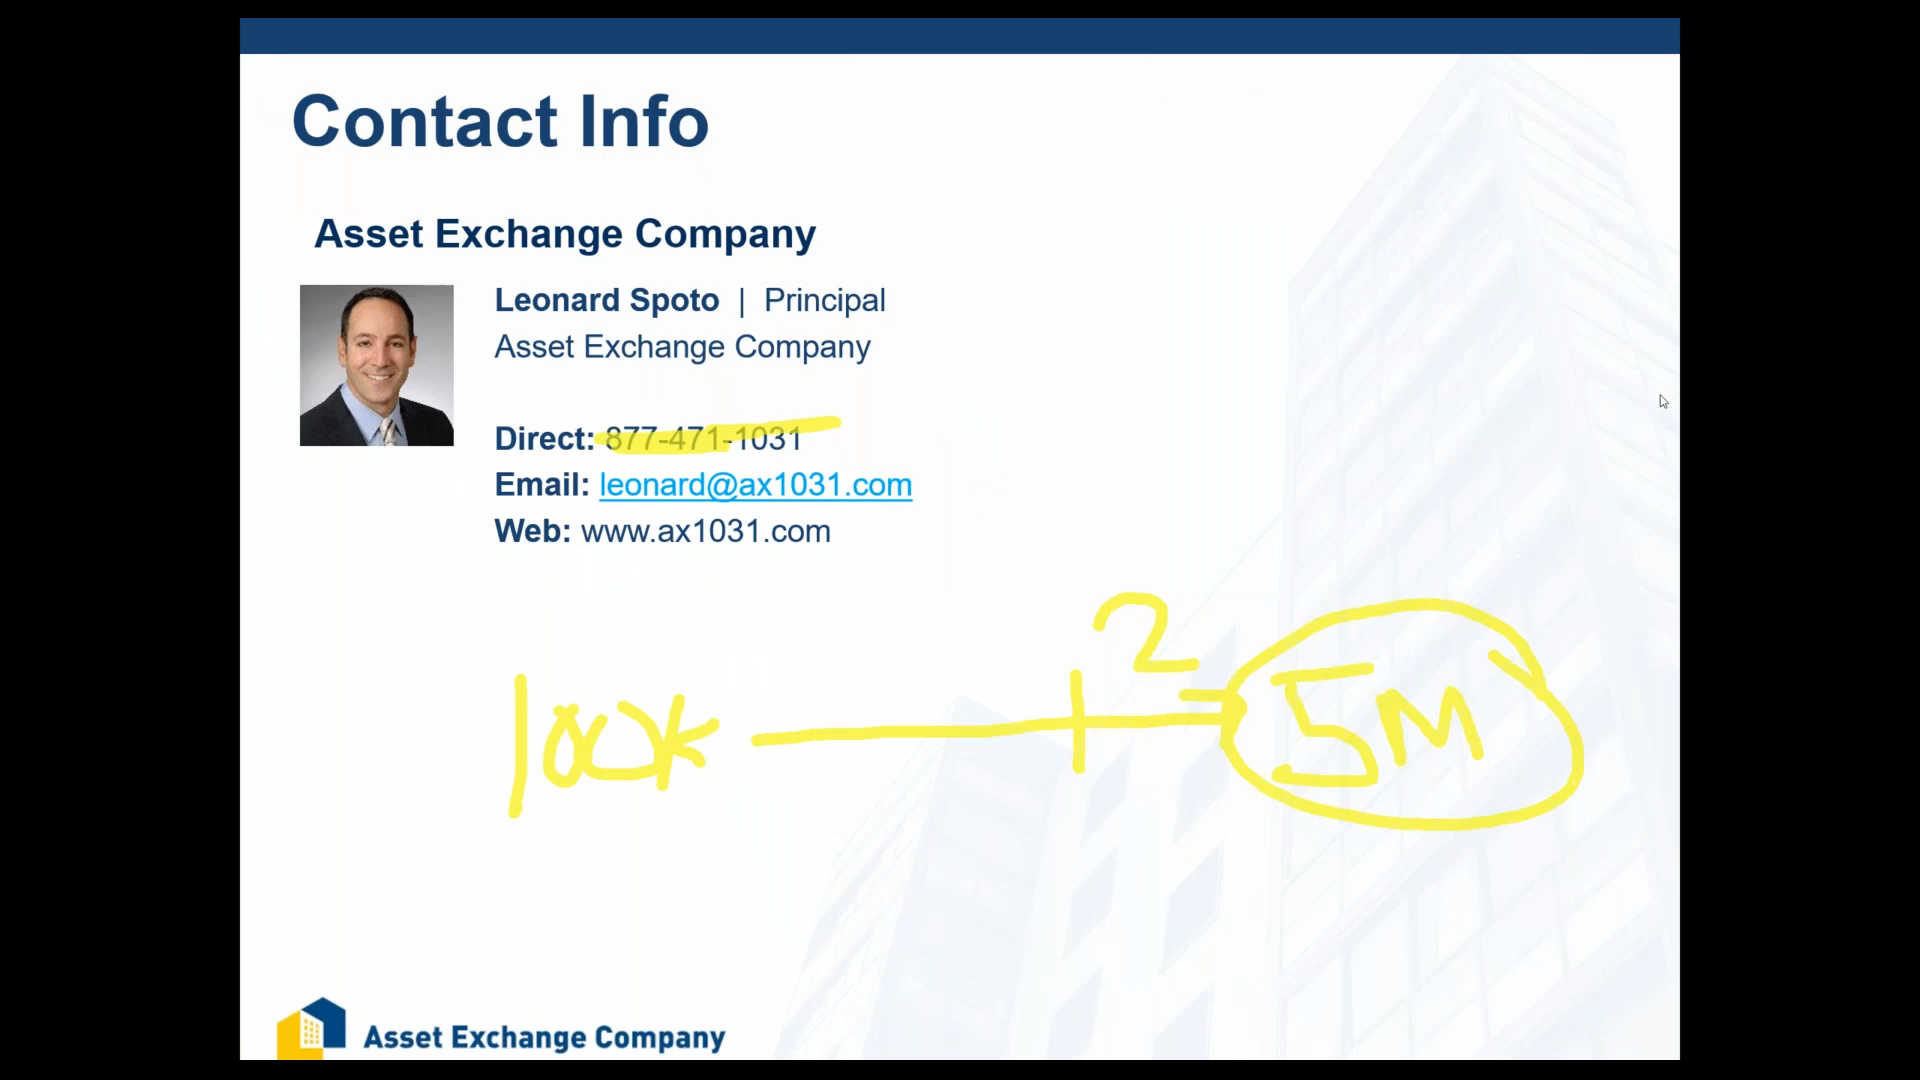 Contact Info
Asset Exchange Company
Leonard Spoto | Principal
Asset Exchange Company
Direct: 877-471-1031
Email: leonard@ax1031.com
Web: www.ax1031.com
2
100K = 5M
Asset Exchange Company